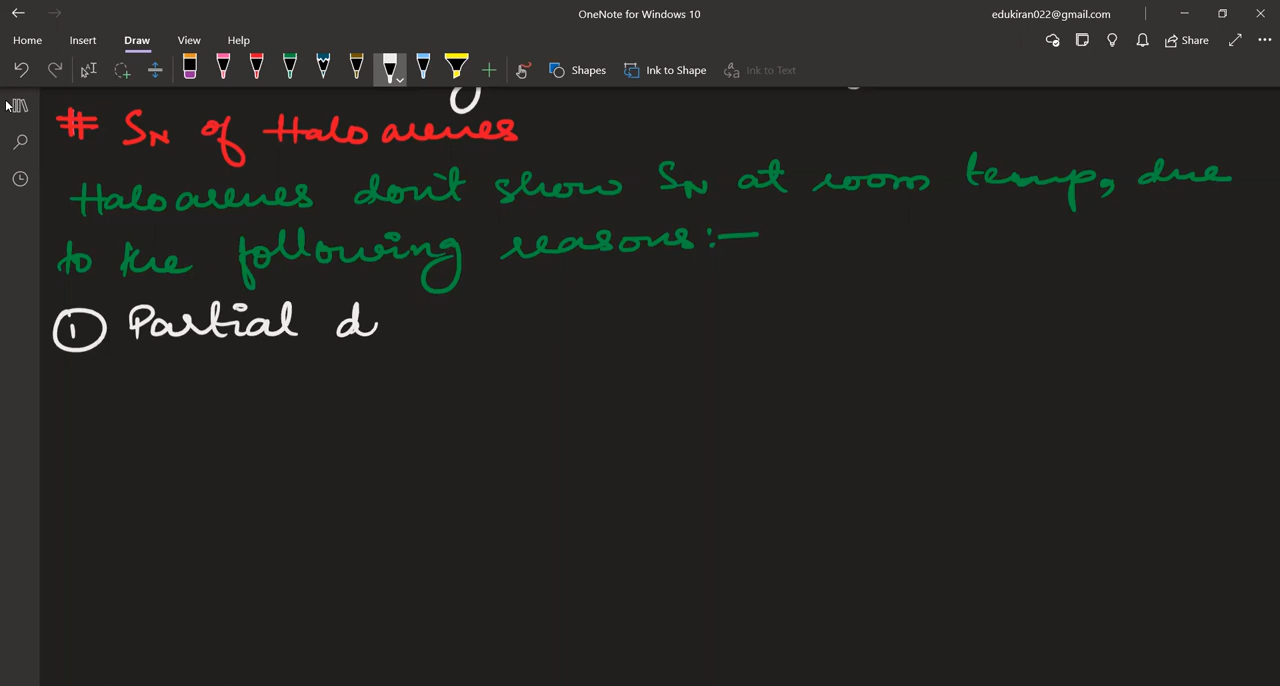 OneNote for Windows 10
edukiran022@gmail.com
Home Insert Draw View Help
Share
Shapes Ink to Shape Ink to Text
# SN of Haloarenes
Haloarenes don't show SN at room temp, due
to the following reasons:—
① Partial d